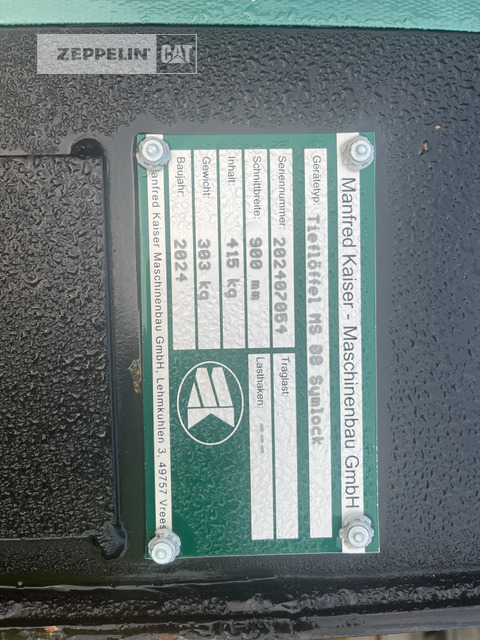 ZEPPELIN CAT
Manfred Kaiser - Maschinenbau GmbH
Gerätetyp: Tieflöffel MS 08 Symlock
Seriennummer: 202407054
Traglast:
Schnittbreite: 900 mm
Lasthaken: ---
Inhalt: 415 kg
Gewicht: 303 kg
Baujahr: 2024
Manfred Kaiser Maschinenbau GmbH, Lehmkuhlen 3, 49757 Vrees